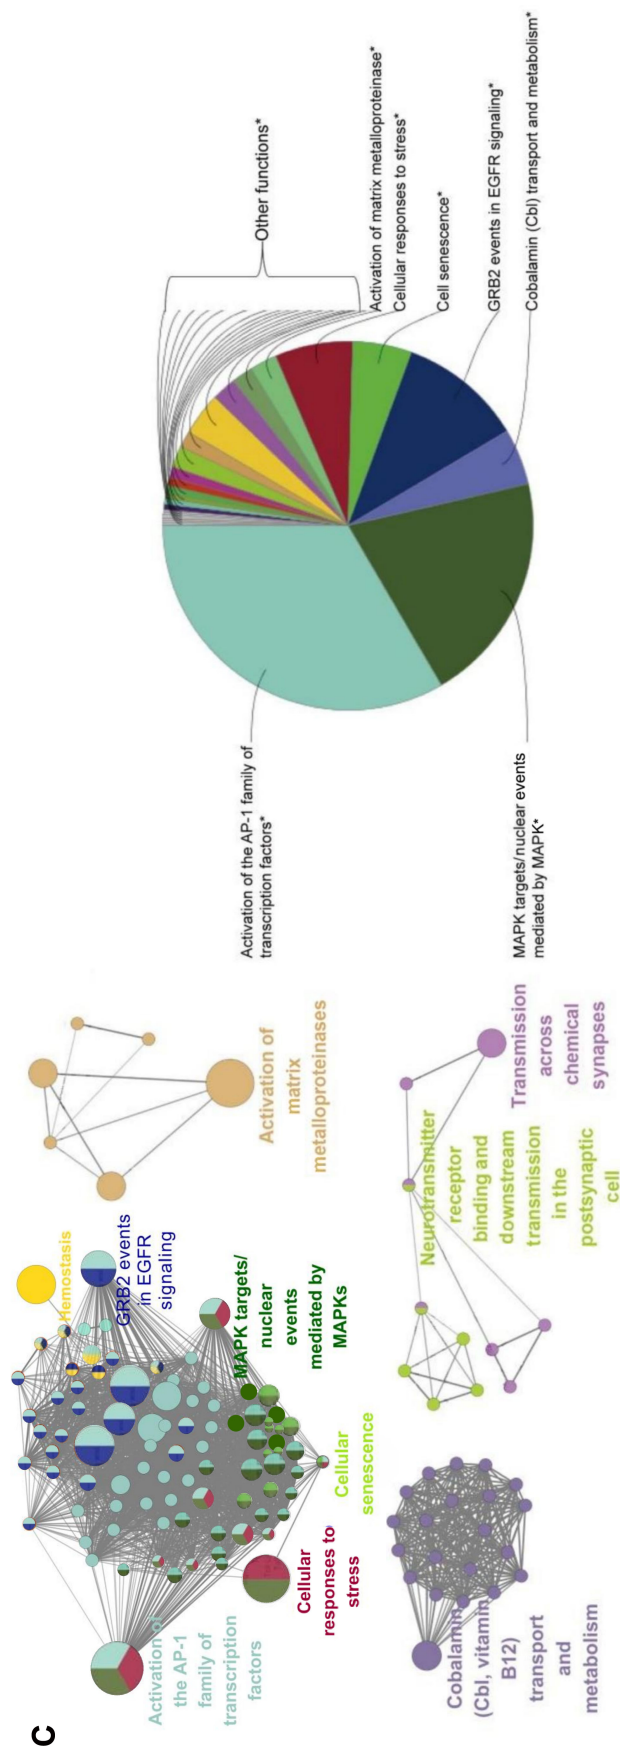 C
Activation of
the AP-1
family of
transcription
factors
Cellular
responses to
stress
Cellular
senescence
MAPK targets/
nuclear
events
mediated by
MAPKs
GRB2 events
in EGFR
signaling
Hemostasis
Activation of
matrix
metalloproteinases
Cobalamin
(Cbl, vitamin
B12)
transport
and
metabolism
Neurotransmitter
receptor
binding and
downstream
transmission
in the
postsynaptic
cell
Transmission
across
chemical
synapses
Activation of the AP-1 family of
transcription factors*
MAPK targets/nuclear events
mediated by MAPK*
Other functions*
Activation of matrix metalloproteinase*
Cellular responses to stress*
Cell senescence*
GRB2 events in EGFR signaling*
Cobalamin (Cbl) transport and metabolism*